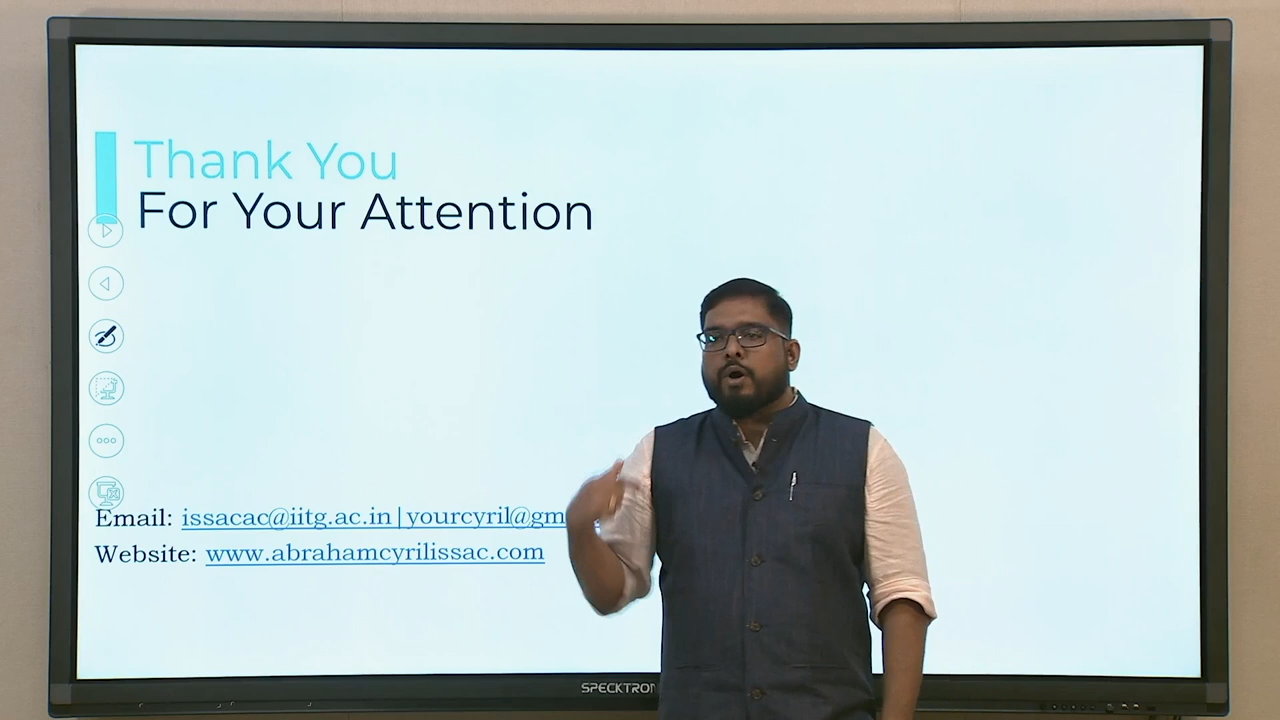 Thank You
For Your Attention
Email: issacac@iitg.ac.in|yourcyril@gm
Website: www.abrahamcyrilissac.com
SPECKTRON